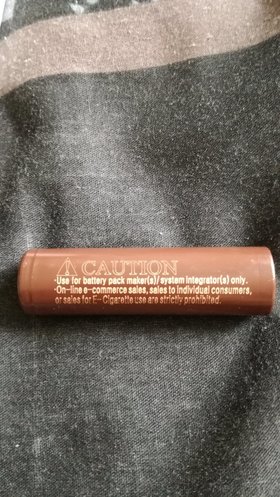 ⚠ CAUTION
-Use for battery pack maker(s)/ system integrator(s) only.
-On-line e-commerce sales, sales to individual consumers,
or sales for E-Cigarette use are strictly prohibited.